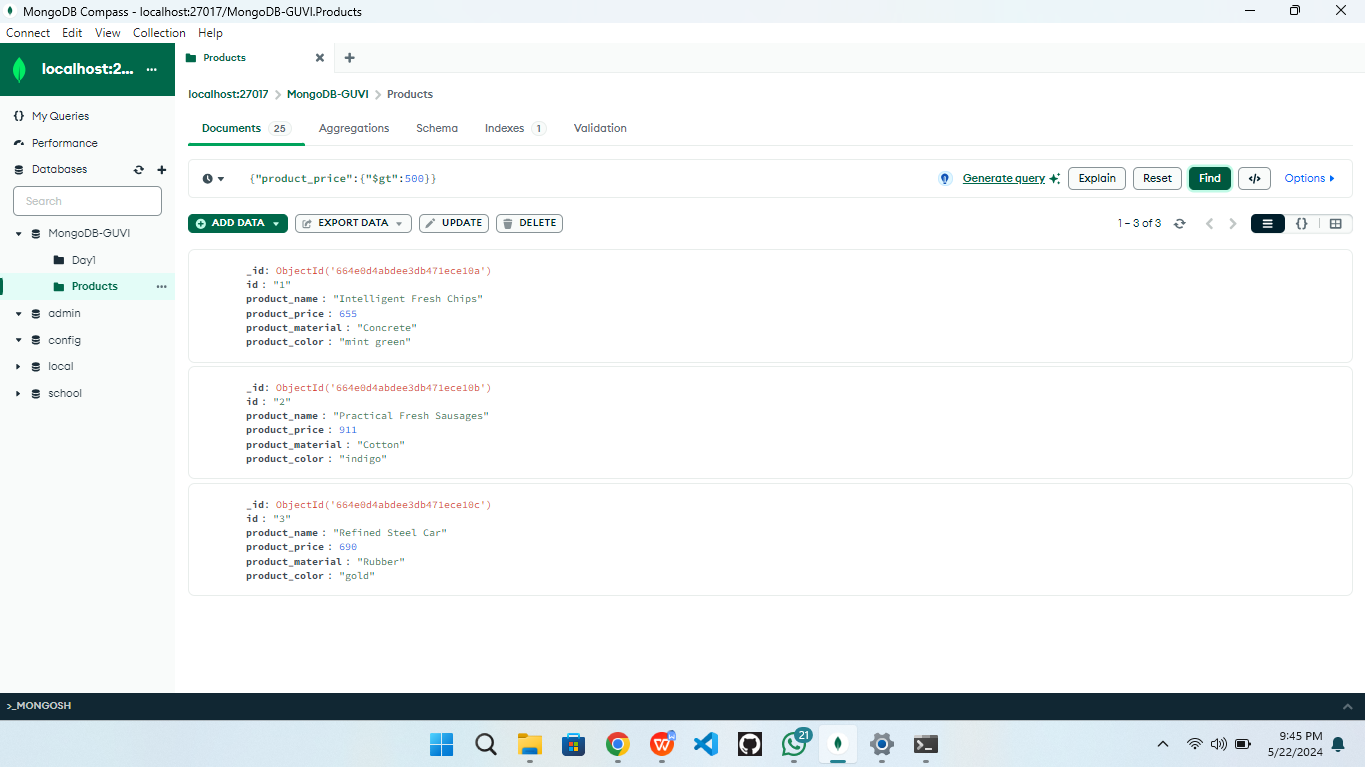 MongoDB Compass - localhost:27017/MongoDB-GUVI.Products
Connect Edit View Collection Help
localhost:2... ...
Products
localhost:27017 > MongoDB-GUVI > Products
My Queries
Performance
Databases
Search
MongoDB-GUVI
Day1
Products ...
admin
config
local
school
Documents 25 Aggregations Schema Indexes 1 Validation
{"product_price":{"$gt":500}}
Generate query Explain Reset Find </> Options
ADD DATA EXPORT DATA UPDATE DELETE
1 – 3 of 3 {}
_id: ObjectId('664e0d4abdee3db471ece10a')
id : "1"
product_name : "Intelligent Fresh Chips"
product_price : 655
product_material : "Concrete"
product_color : "mint green"
_id: ObjectId('664e0d4abdee3db471ece10b')
id : "2"
product_name : "Practical Fresh Sausages"
product_price : 911
product_material : "Cotton"
product_color : "indigo"
_id: ObjectId('664e0d4abdee3db471ece10c')
id : "3"
product_name : "Refined Steel Car"
product_price : 690
product_material : "Rubber"
product_color : "gold"
>_MONGOSH
21
9:45 PM
5/22/2024